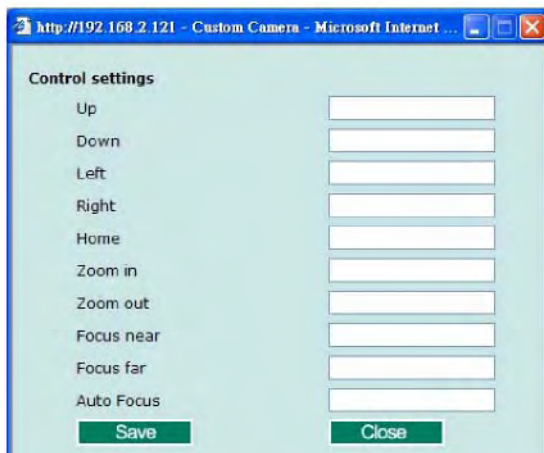 http://192.168.2.121 - Custom Camera - Microsoft Internet ...
Control settings
Up
Down
Left
Right
Home
Zoom in
Zoom out
Focus near
Focus far
Auto Focus
Save Close